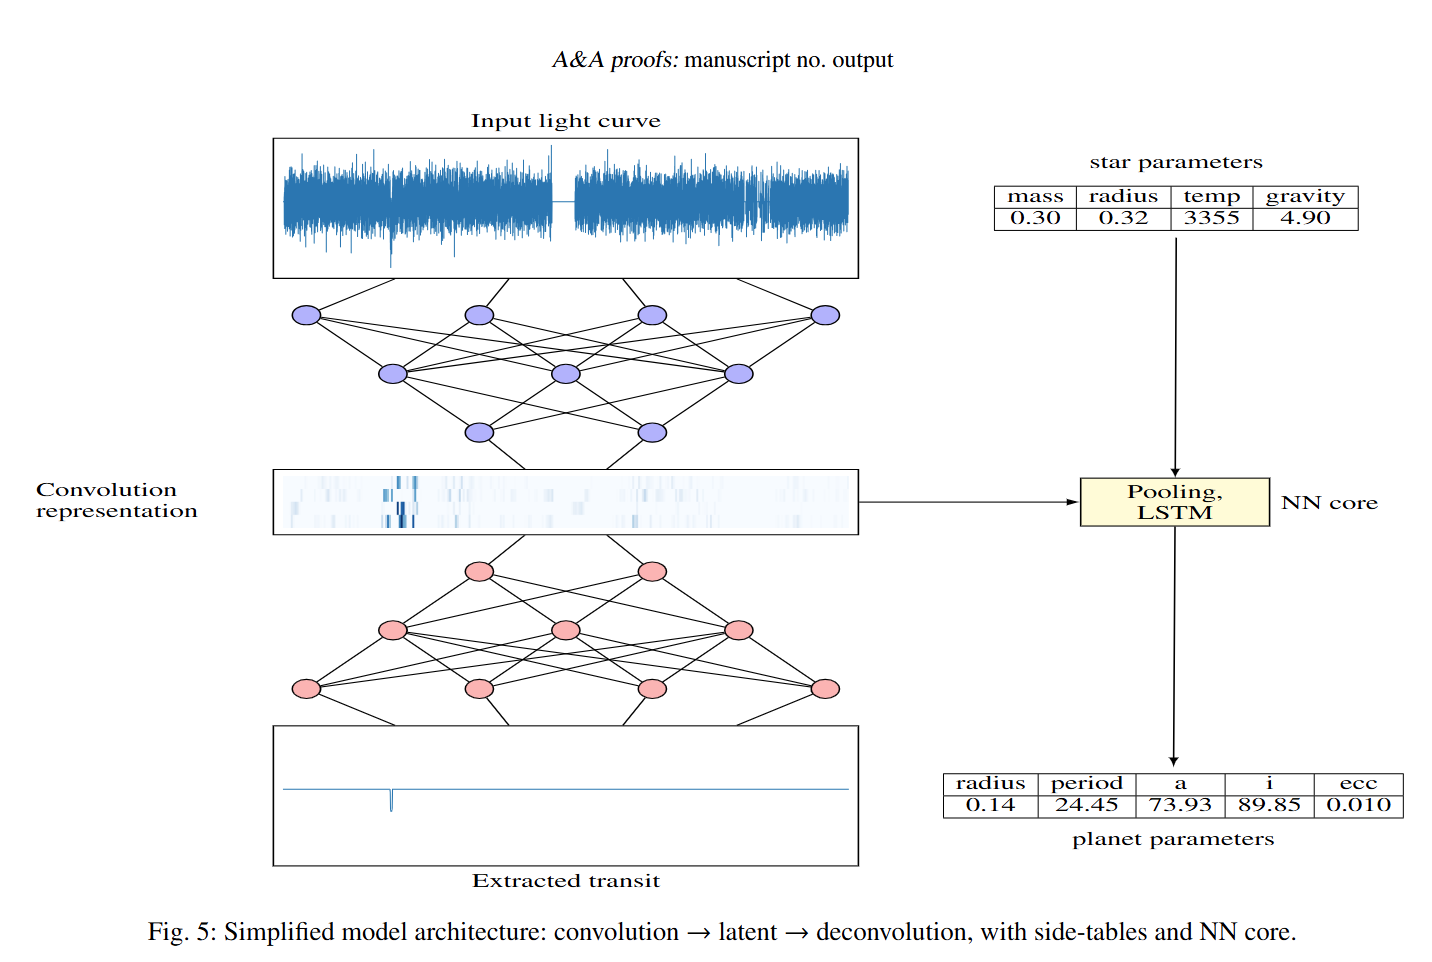 A&A proofs: manuscript no. output
Input light curve
star parameters
mass radius temp gravity
0.30 0.32 3355 4.90
Convolution
representation
Pooling,
LSTM
NN core
radius period a i ecc
0.14 24.45 73.93 89.85 0.010
planet parameters
Extracted transit
Fig. 5: Simplified model architecture: convolution → latent → deconvolution, with side-tables and NN core.